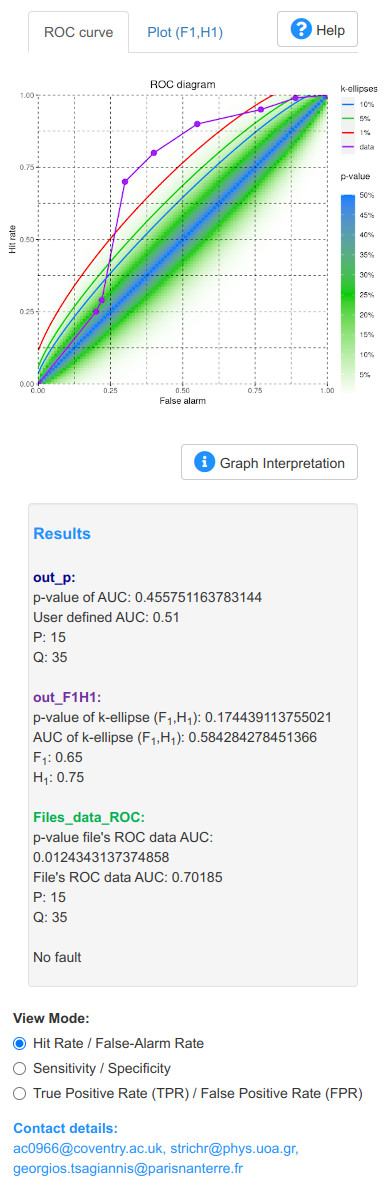 ROC curve
Plot (F1,H1)
? Help
ROC diagram
k-ellipses
10%
5%
1%
data
p-value
50%
45%
40%
35%
30%
25%
20%
15%
10%
5%
Hit rate
1.00
0.75
0.50
0.25
0.00
0.00 0.25 0.50 0.75 1.00
False alarm
i Graph Interpretation
Results
out_p:
p-value of AUC: 0.455751163783144
User defined AUC: 0.51
P: 15
Q: 35
out_F1H1:
p-value of k-ellipse (F₁,H₁): 0.174439113755021
AUC of k-ellipse (F₁,H₁): 0.584284278451366
F₁: 0.65
H₁: 0.75
Files_data_ROC:
p-value file's ROC data AUC:
0.0124343137374858
File's ROC data AUC: 0.70185
P: 15
Q: 35
No fault
View Mode:
Hit Rate / False-Alarm Rate
Sensitivity / Specificity
True Positive Rate (TPR) / False Positive Rate (FPR)
Contact details:
ac0966@coventry.ac.uk, strichr@phys.uoa.gr,
georgios.tsagiannis@parisnanterre.fr